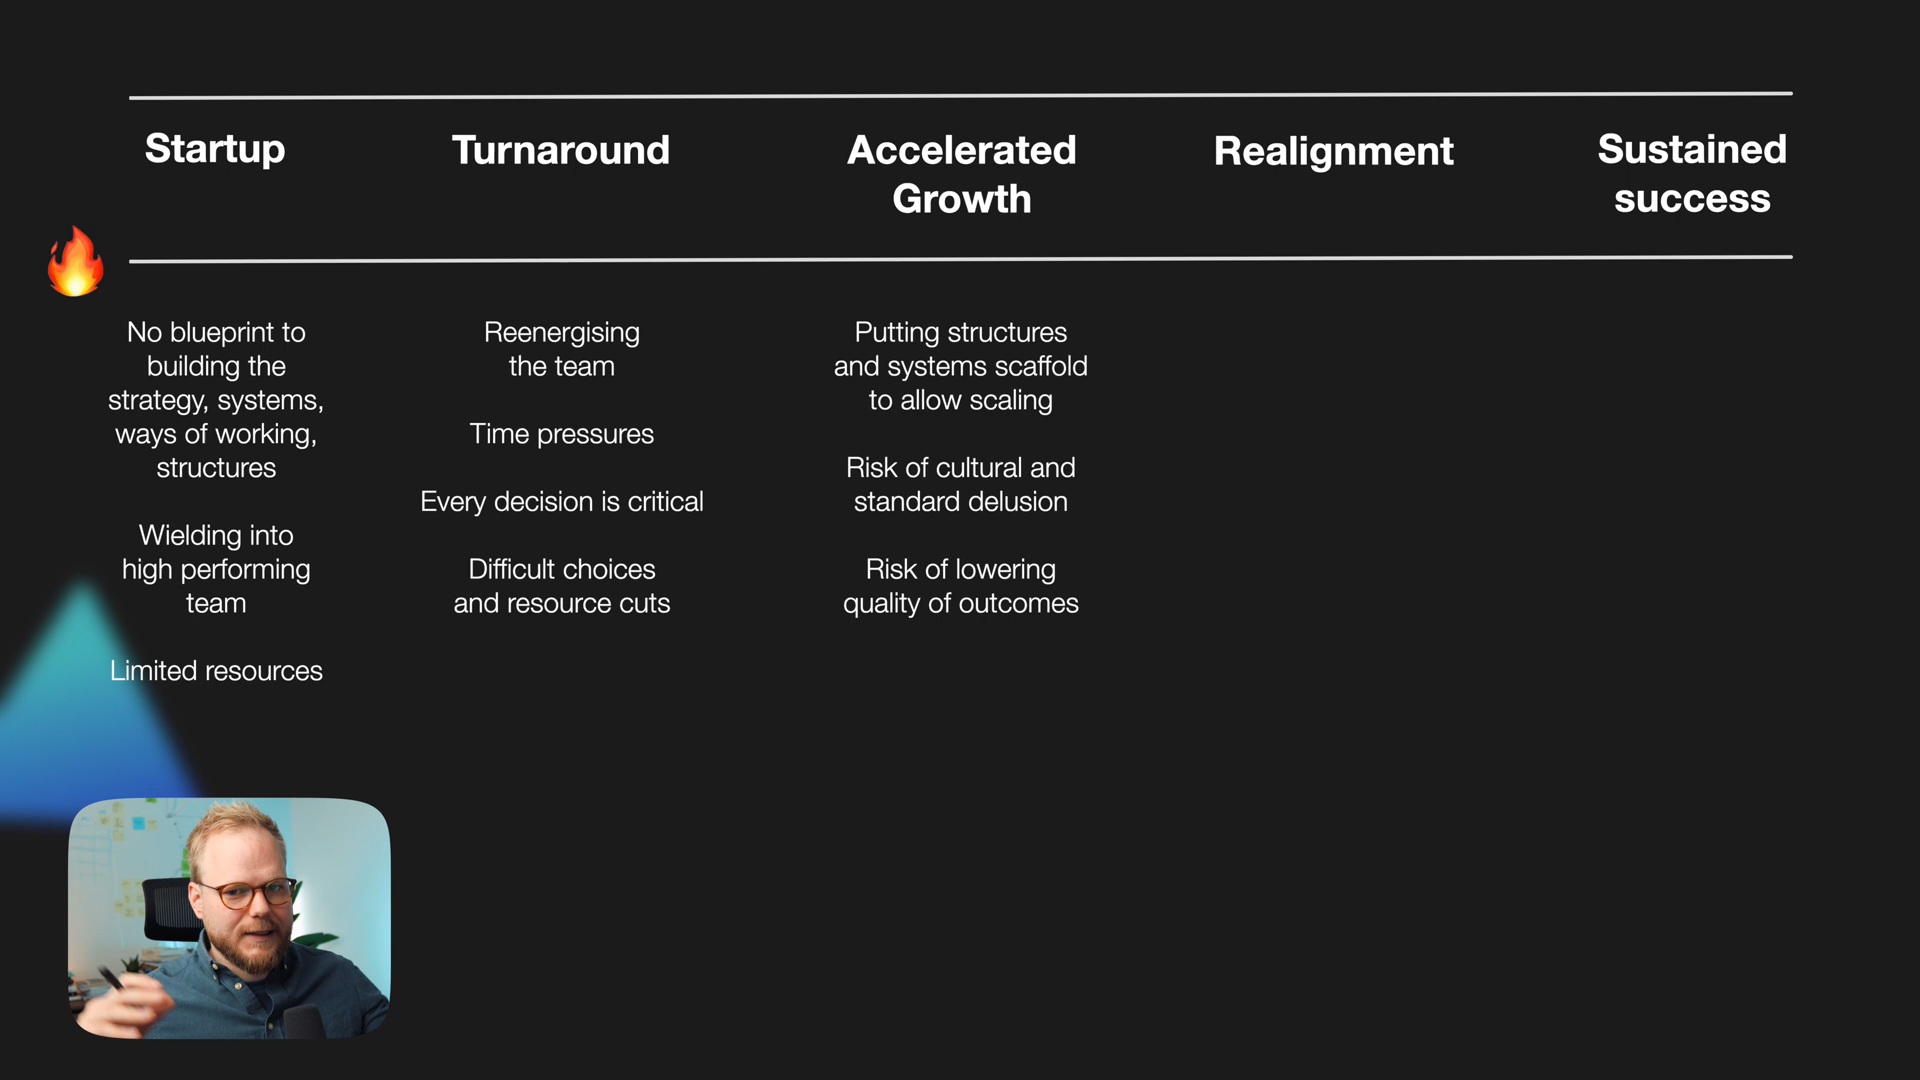 Startup
Turnaround
Accelerated
Growth
Realignment
Sustained
success
No blueprint to
building the
strategy, systems,
ways of working,
structures
Wielding into
high performing
team
Limited resources
Reenergising
the team
Time pressures
Every decision is critical
Difficult choices
and resource cuts
Putting structures
and systems scaffold
to allow scaling
Risk of cultural and
standard delusion
Risk of lowering
quality of outcomes